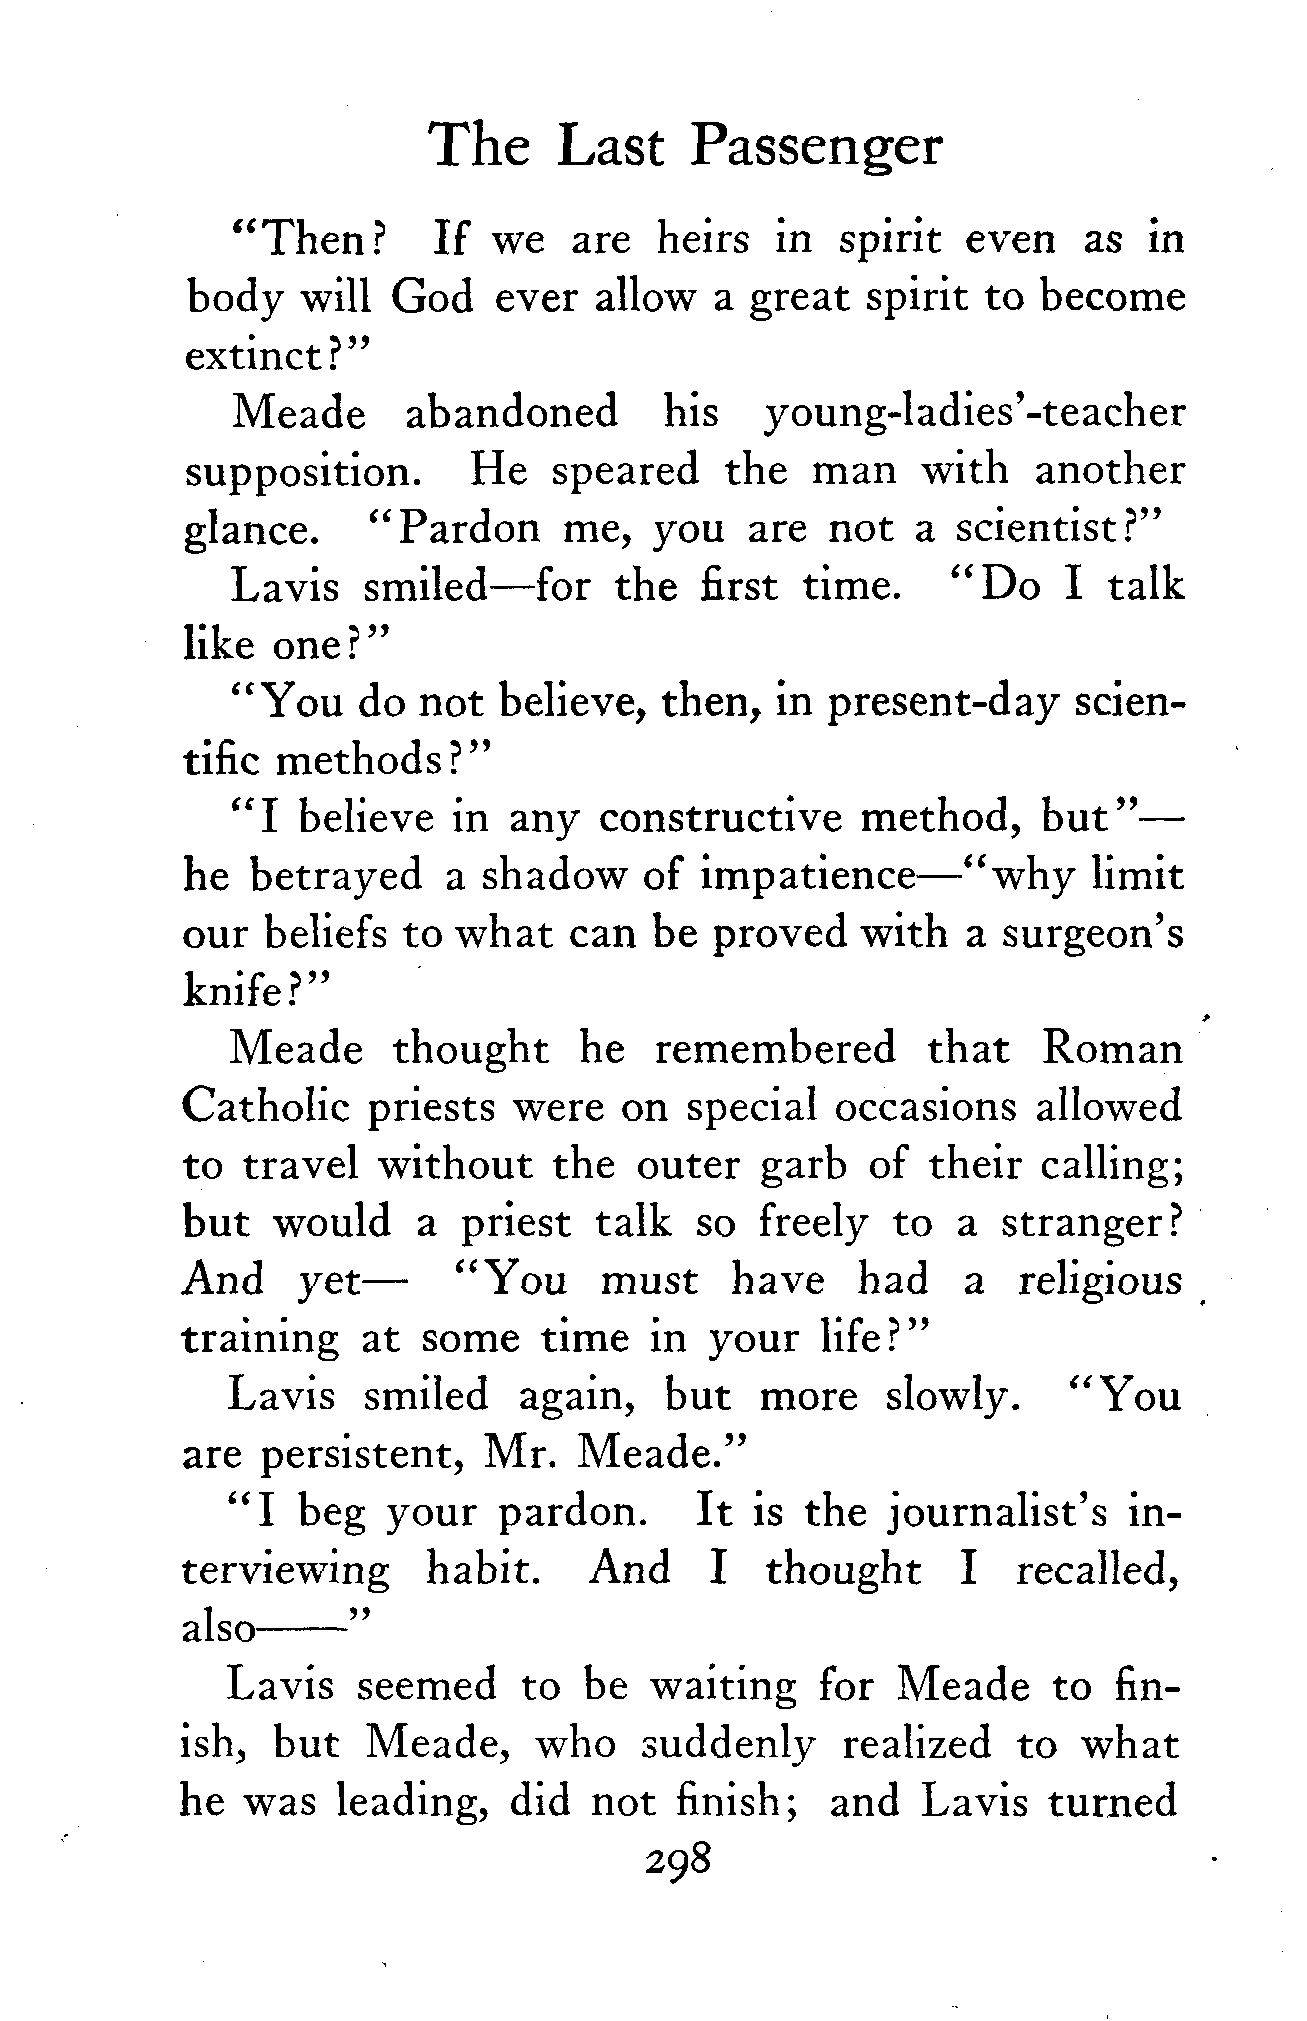 The Last Passenger
“Then? If we are heirs in spirit even as in
body will God ever allow a great spirit to become
extinct?”
Meade abandoned his young-ladies’-teacher
supposition. He speared the man with another
glance. “Pardon me, you are not a scientist?”
Lavis smiled—for the first time. “Do I talk
like one?”
“You do not believe, then, in present-day scien-
tific methods?”
“I believe in any constructive method, but”—
he betrayed a shadow of impatience—“why limit
our beliefs to what can be proved with a surgeon’s
knife?”
Meade thought he remembered that Roman
Catholic priests were on special occasions allowed
to travel without the outer garb of their calling;
but would a priest talk so freely to a stranger?
And yet— “You must have had a religious
training at some time in your life?”
Lavis smiled again, but more slowly. “You
are persistent, Mr. Meade.”
“I beg your pardon. It is the journalist’s in-
terviewing habit. And I thought I recalled,
also——”
Lavis seemed to be waiting for Meade to fin-
ish, but Meade, who suddenly realized to what
he was leading, did not finish; and Lavis turned
298